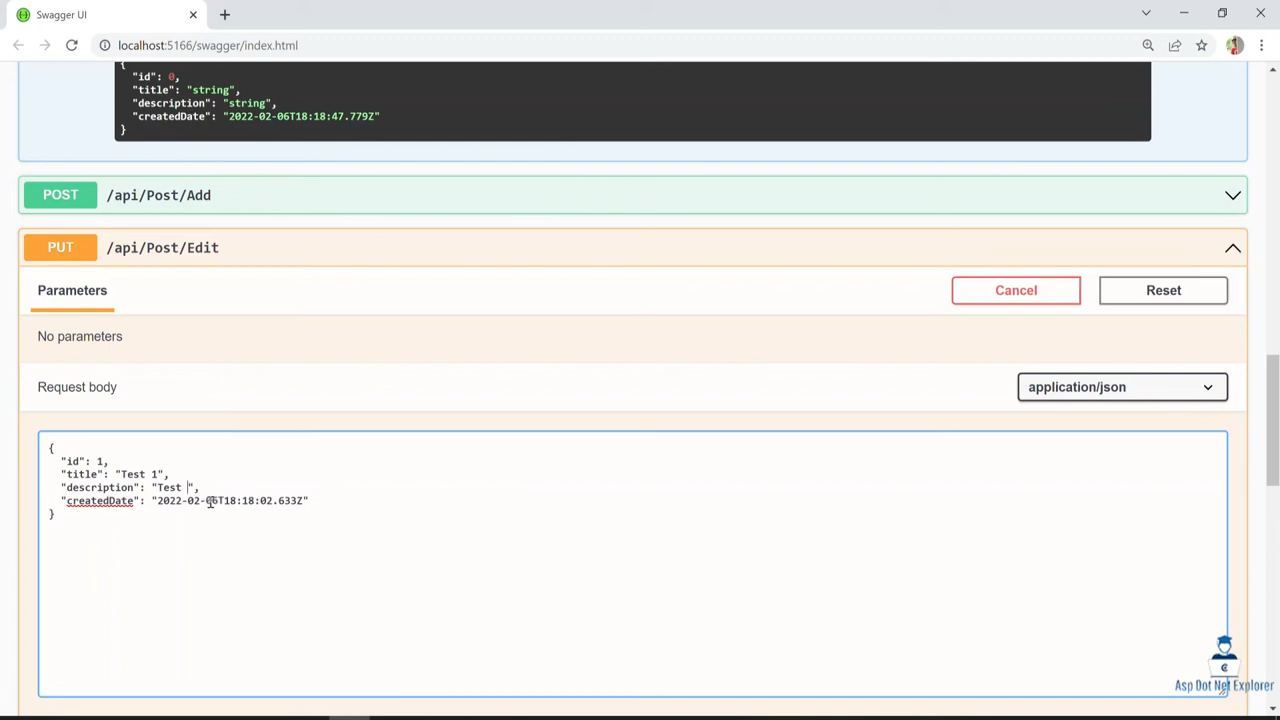 Swagger UI
localhost:5166/swagger/index.html
{
"id": 0,
"title": "string",
"description": "string",
"createdDate": "2022-02-06T18:18:47.779Z"
}
POST /api/Post/Add
PUT /api/Post/Edit
Parameters
Cancel
Reset
No parameters
Request body
application/json
{
"id": 1,
"title": "Test 1",
"description": "Test ",
"createdDate": "2022-02-06T18:18:02.633Z"
}
Asp Dot Net Explorer